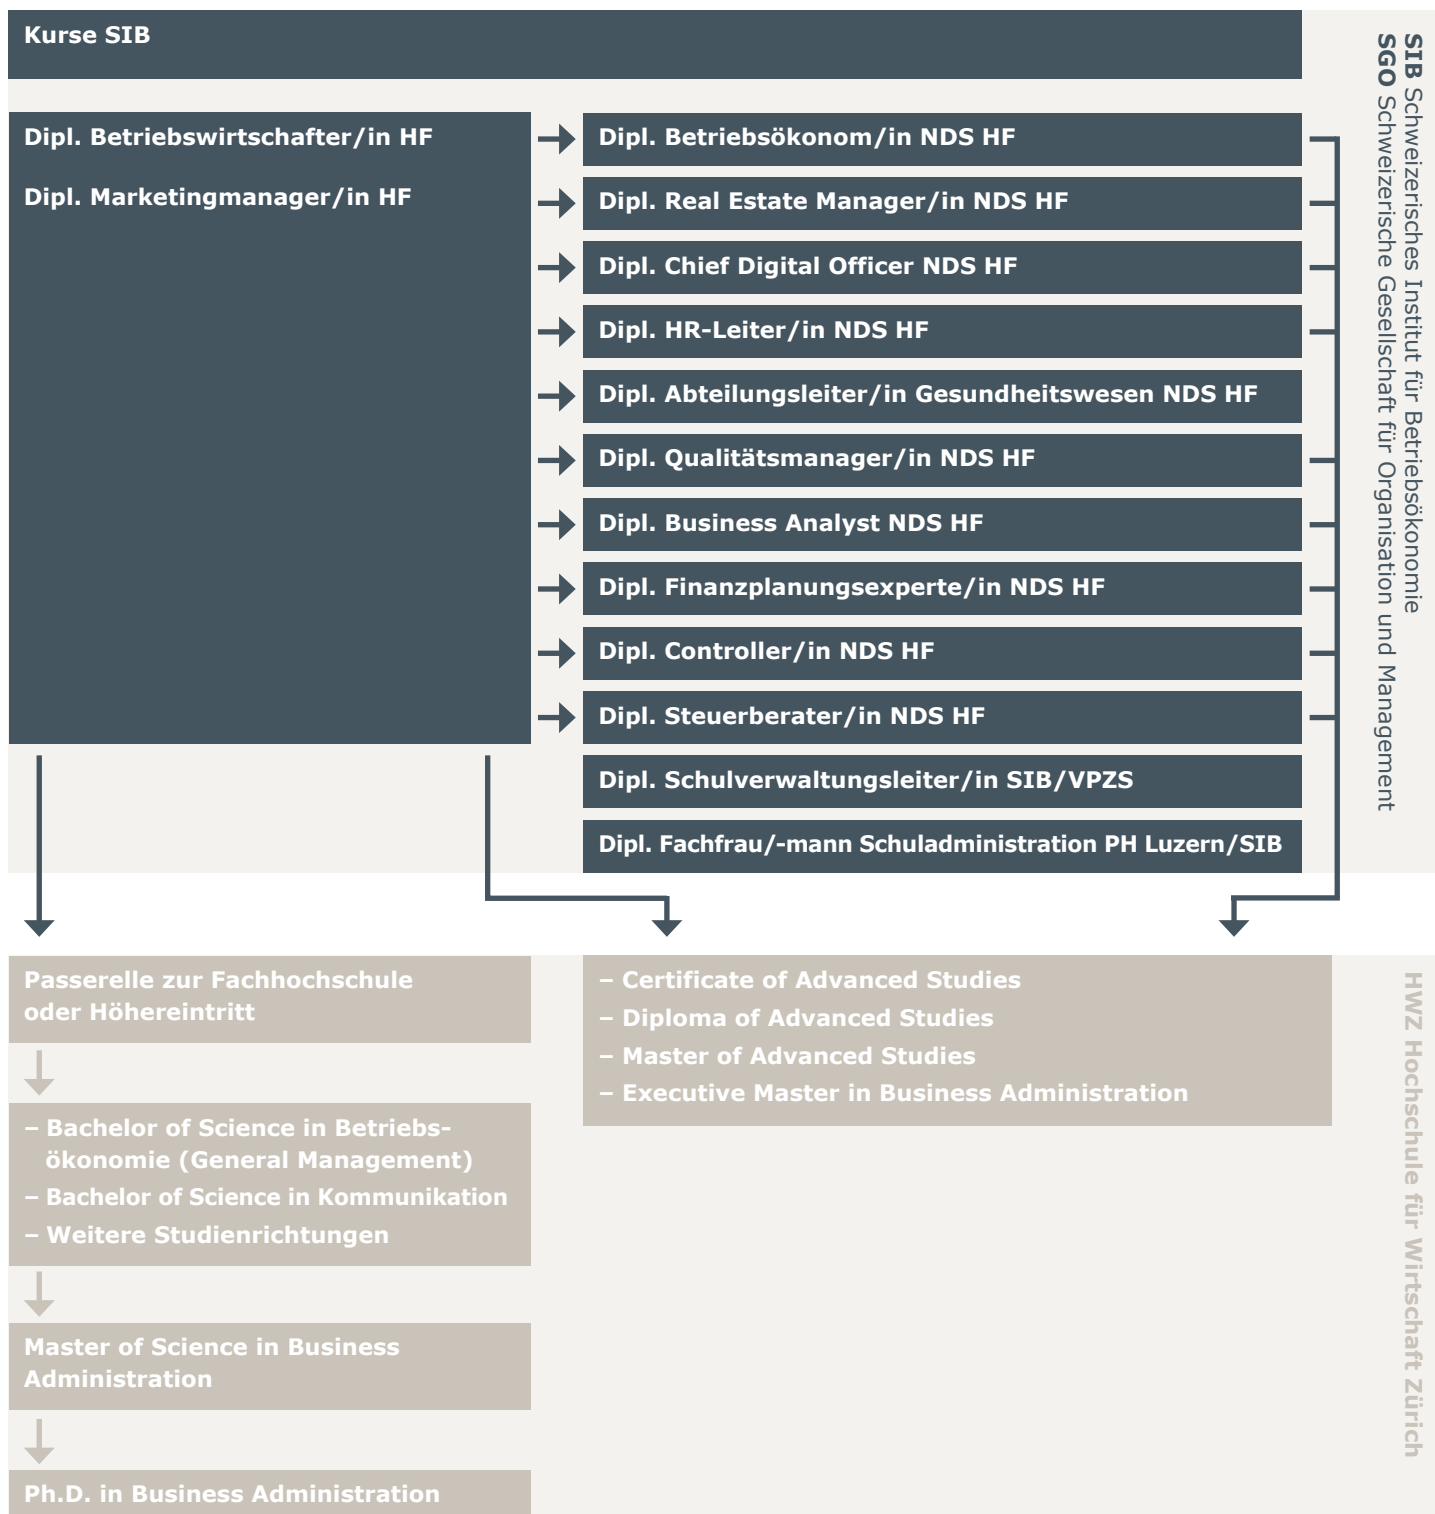 Kurse SIB
Dipl. Betriebswirtschafter/in HF
Dipl. Marketingmanager/in HF
Dipl. Betriebsökonom/in NDS HF
Dipl. Real Estate Manager/in NDS HF
Dipl. Chief Digital Officer NDS HF
Dipl. HR-Leiter/in NDS HF
Dipl. Abteilungsleiter/in Gesundheitswesen NDS HF
Dipl. Qualitätsmanager/in NDS HF
Dipl. Business Analyst NDS HF
Dipl. Finanzplanungsexperte/in NDS HF
Dipl. Controller/in NDS HF
Dipl. Steuerberater/in NDS HF
Dipl. Schulverwaltungsleiter/in SIB/VPZS
Dipl. Fachfrau/-mann Schuladministration PH Luzern/SIB
SIB Schweizerisches Institut für Betriebsökonomie
SGO Schweizerische Gesellschaft für Organisation und Management
Passerelle zur Fachhochschule
oder Höhereintritt
– Bachelor of Science in Betriebs-
ökonomie (General Management)
– Bachelor of Science in Kommunikation
– Weitere Studienrichtungen
Master of Science in Business
Administration
Ph.D. in Business Administration
– Certificate of Advanced Studies
– Diploma of Advanced Studies
– Master of Advanced Studies
– Executive Master in Business Administration
HWZ Hochschule für Wirtschaft Zürich